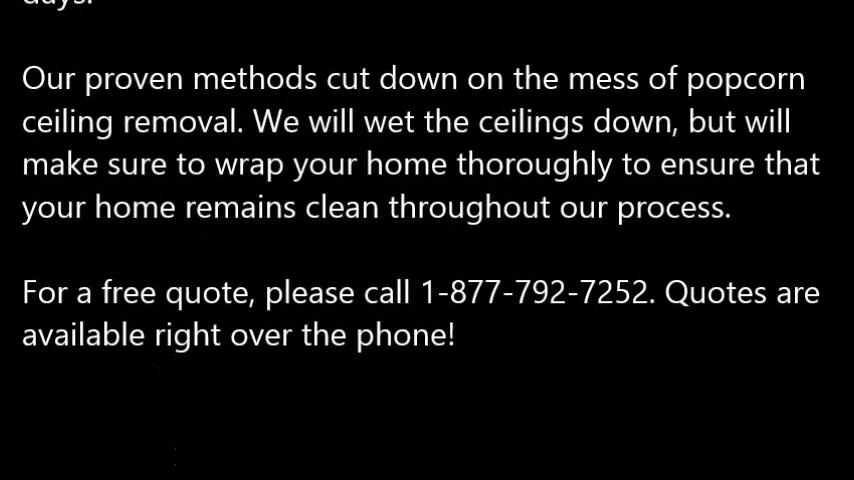 days.
Our proven methods cut down on the mess of popcorn
ceiling removal. We will wet the ceilings down, but will
make sure to wrap your home thoroughly to ensure that
your home remains clean throughout our process.
For a free quote, please call 1-877-792-7252. Quotes are
available right over the phone!